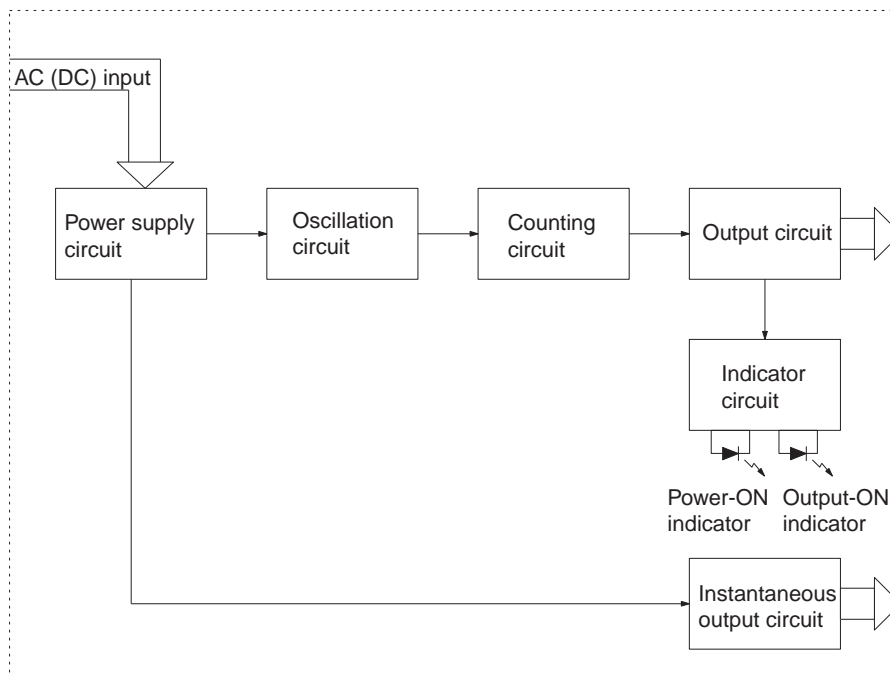 AC (DC) input
Power supply
circuit
Oscillation
circuit
Counting
circuit
Output circuit
Indicator
circuit
Power-ON
indicator
Output-ON
indicator
Instantaneous
output circuit